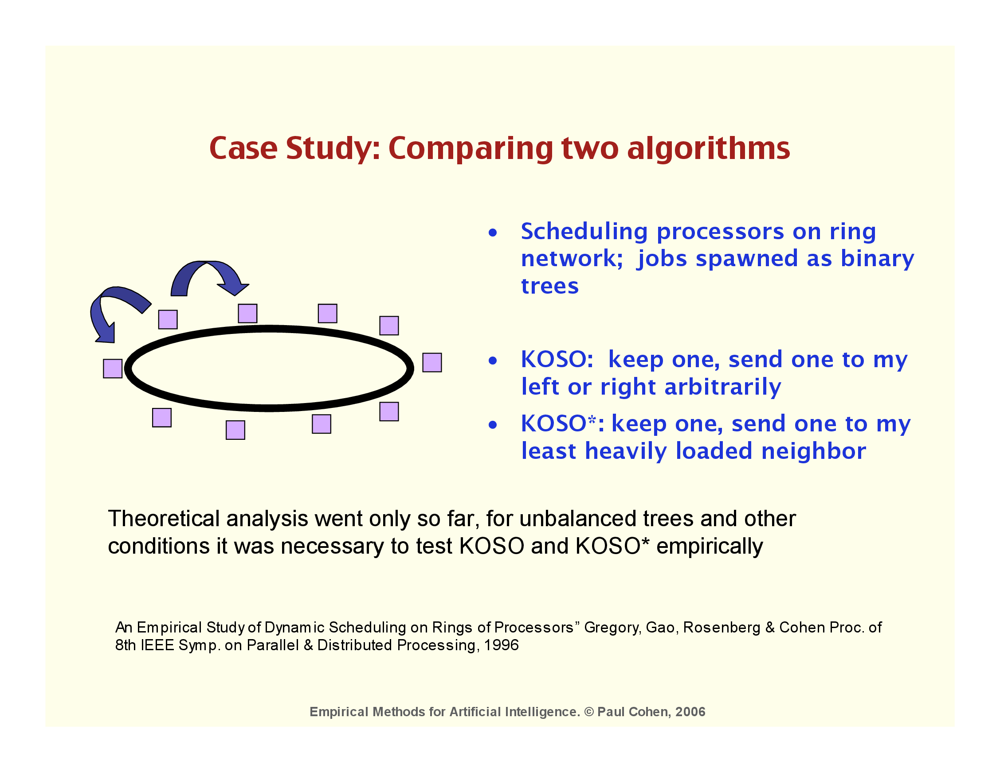 Case Study: Comparing two algorithms
• Scheduling processors on ring
network; jobs spawned as binary
trees
• KOSO: keep one, send one to my
left or right arbitrarily
• KOSO*: keep one, send one to my
least heavily loaded neighbor
Theoretical analysis went only so far, for unbalanced trees and other
conditions it was necessary to test KOSO and KOSO* empirically
An Empirical Study of Dynamic Scheduling on Rings of Processors” Gregory, Gao, Rosenberg & Cohen Proc. of
8th IEEE Symp. on Parallel & Distributed Processing, 1996
Empirical Methods for Artificial Intelligence. © Paul Cohen, 2006